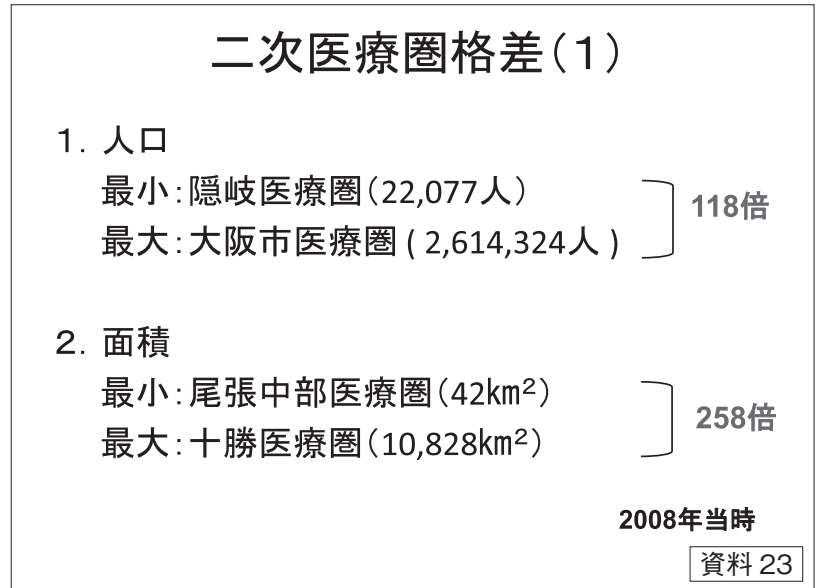 二次医療圏格差(1)
1. 人口
最小:隠岐医療圏(22,077人)
最大:大阪市医療圏 ( 2,614,324人 )
118倍
2. 面積
最小:尾張中部医療圏(42㎞²)
最大:十勝医療圏(10,828㎞²)
258倍
2008年当時
資料 23